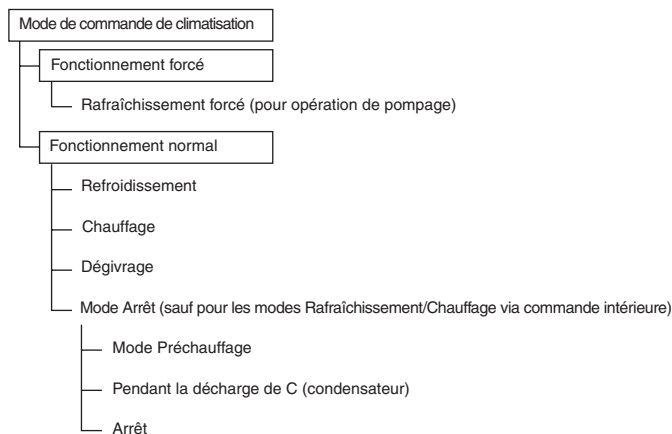 Mode de commande de climatisation
Fonctionnement forcé
Rafraîchissement forcé (pour opération de pompage)
Fonctionnement normal
Refroidissement
Chauffage
Dégivrage
Mode Arrêt (sauf pour les modes Rafraîchissement/Chauffage via commande intérieure)
Mode Préchauffage
Pendant la décharge de C (condensateur)
Arrêt